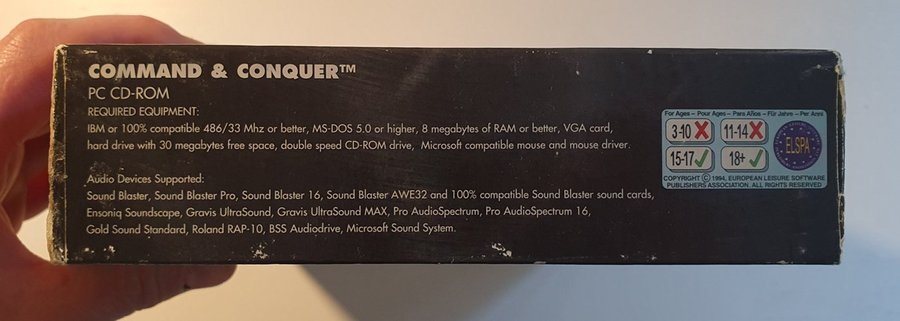 COMMAND & CONQUER™
PC CD-ROM
REQUIRED EQUIPMENT:
IBM or 100% compatible 486/33 Mhz or better, MS-DOS 5.0 or higher, 8 megabytes of RAM or better, VGA card,
hard drive with 30 megabytes free space, double speed CD-ROM drive, Microsoft compatible mouse and mouse driver.
Audio Devices Supported:
Sound Blaster, Sound Blaster Pro, Sound Blaster 16, Sound Blaster AWE32 and 100% compatible Sound Blaster sound cards,
Ensoniq Soundscape, Gravis UltraSound, Gravis UltraSound MAX, Pro AudioSpectrum, Pro AudioSpectrum 16,
Gold Sound Standard, Roland RAP-10, BSS Audiodrive, Microsoft Sound System.
For Ages - Pour Ages - Para Años - Für Jahre - Per Anni
3-10 11-14
15-17 18+
ELSPA
COPYRIGHT © 1994, EUROPEAN LEISURE SOFTWARE
PUBLISHERS ASSOCIATION. ALL RIGHTS RESERVED